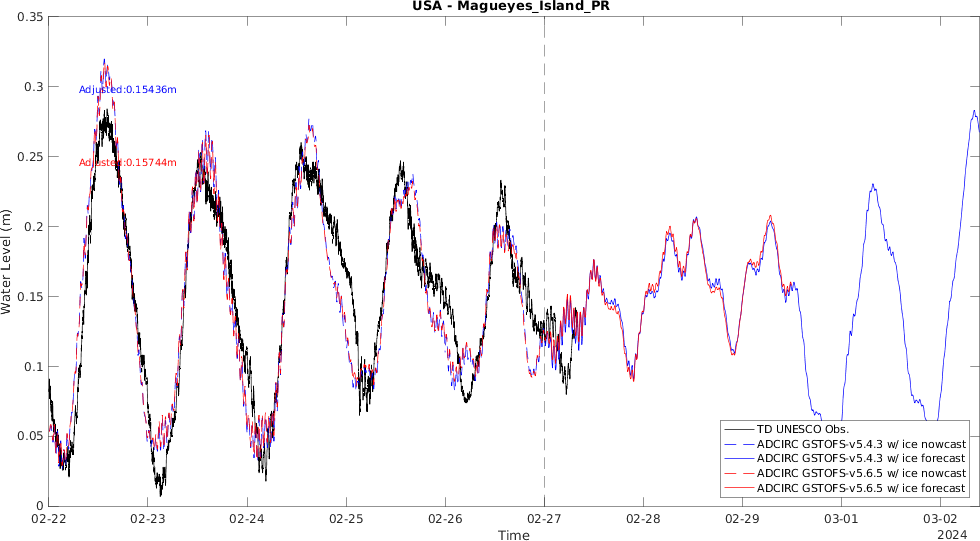 USA - Magueyes_Island_PR
0.35
0.3
0.25
0.2
0.15
0.1
0.05
0
Water Level (m)
Adjusted:0.15436m
Adjusted:0.15744m
TD UNESCO Obs.
ADCIRC GSTOFS-v5.4.3 w/ ice nowcast
ADCIRC GSTOFS-v5.4.3 w/ ice forecast
ADCIRC GSTOFS-v5.6.5 w/ ice nowcast
ADCIRC GSTOFS-v5.6.5 w/ ice forecast
02-22 02-23 02-24 02-25 02-26 02-27 02-28 02-29 03-01 03-02
Time
2024